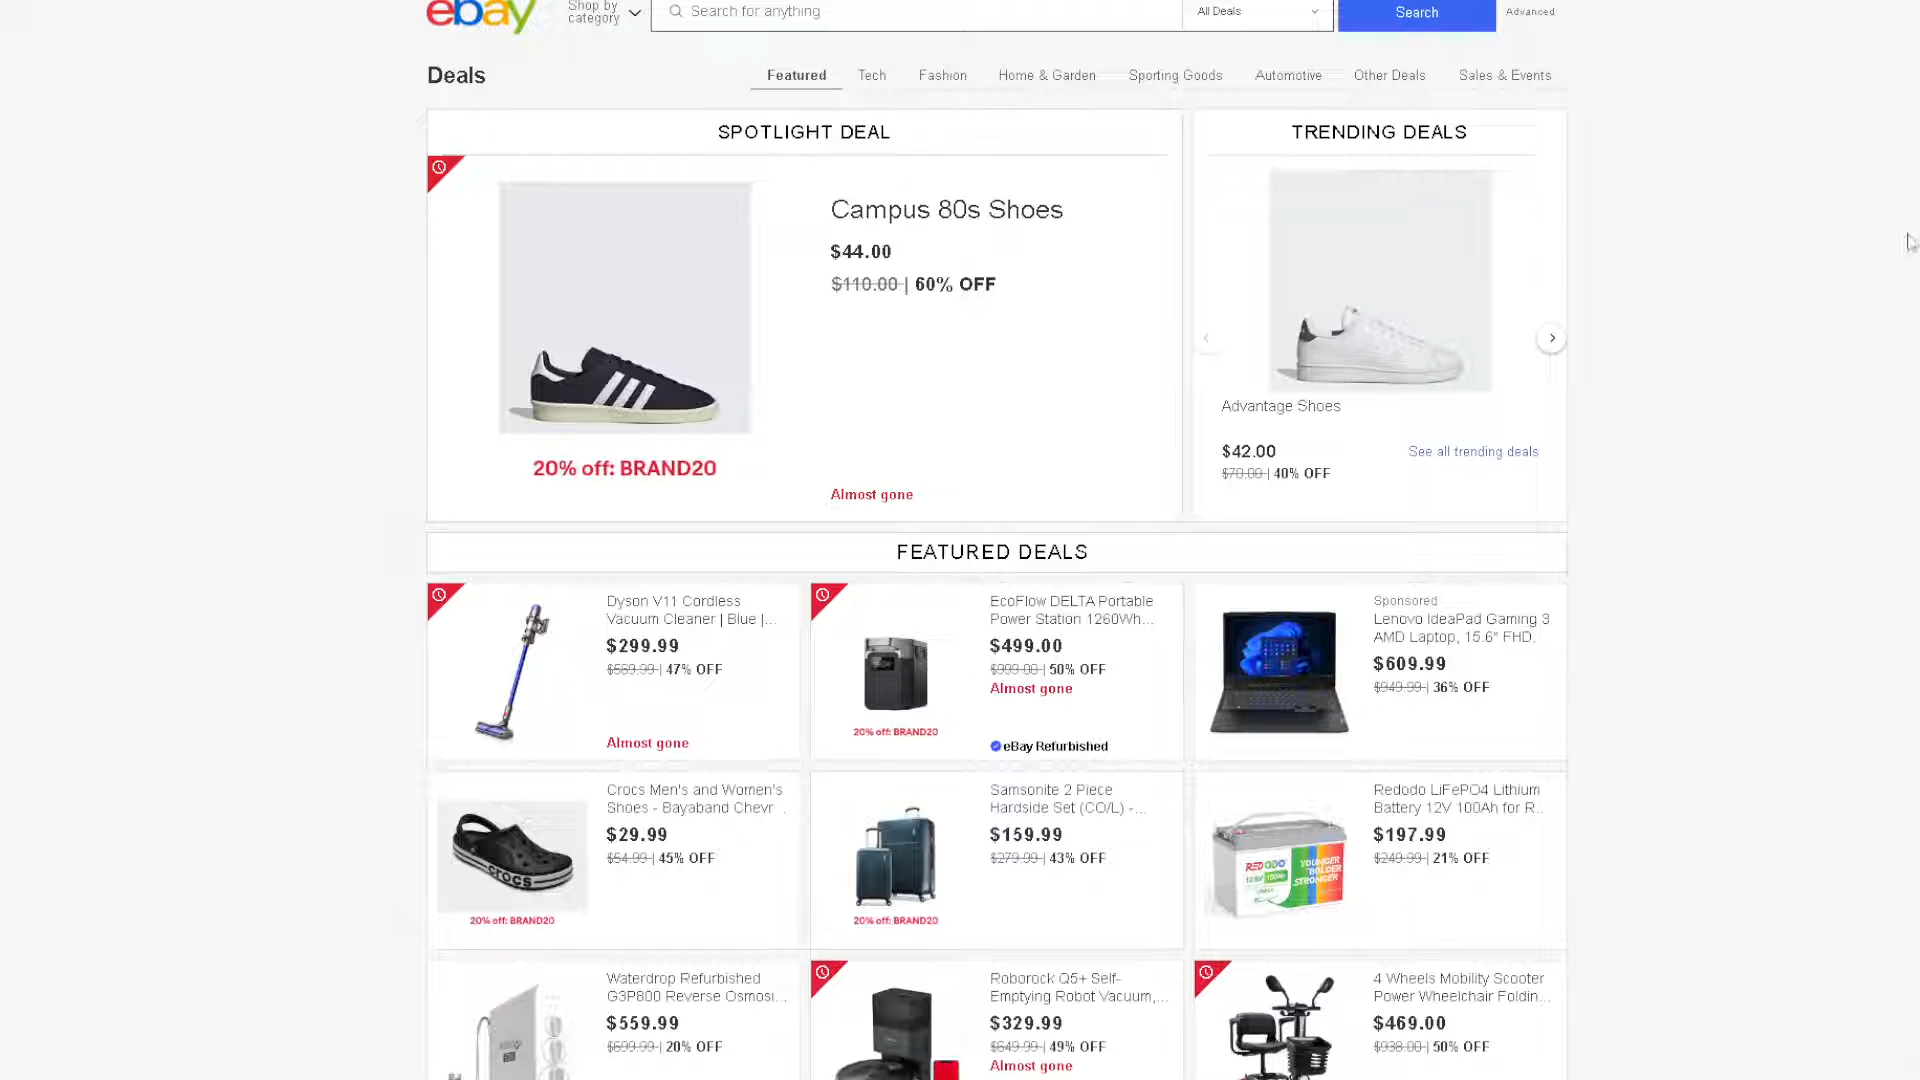 ebay
Shop by
category
Search for anything
All Deals
Search
Advanced
Deals
Featured
Tech
Fashion
Home & Garden
Sporting Goods
Automotive
Other Deals
Sales & Events
SPOTLIGHT DEAL
Campus 80s Shoes
$44.00
$110.00 | 60% OFF
20% off: BRAND20
Almost gone
TRENDING DEALS
Advantage Shoes
$42.00
See all trending deals
$70.00 | 40% OFF
FEATURED DEALS
Dyson V11 Cordless
Vacuum Cleaner | Blue |...
$299.99
$569.99 | 47% OFF
Almost gone
EcoFlow DELTA Portable
Power Station 1260Wh...
$499.00
$999.00 | 50% OFF
Almost gone
20% off: BRAND20
eBay Refurbished
Sponsored
Lenovo IdeaPad Gaming 3
AMD Laptop, 15.6" FHD.
$609.99
$949.99 | 36% OFF
Crocs Men's and Women's
Shoes - Bayaband Chevr .
$29.99
$54.99 | 45% OFF
crocs
20% off: BRAND20
Samsonite 2 Piece
Hardside Set (CO/L) -...
$159.99
$279.99 | 43% OFF
20% off: BRAND20
Redodo LiFePO4 Lithium
Battery 12V 100Ah for R..
$197.99
$249.99 | 21% OFF
REDODO
YOUNGER
BOLDER
STRONGER
Waterdrop Refurbished
G3P800 Reverse Osmosi...
$559.99
$699.99 | 20% OFF
Roborock Q5+ Self-
Emptying Robot Vacuum,...
$329.99
$649.99 | 49% OFF
Almost gone
4 Wheels Mobility Scooter
Power Wheelchair Foldin...
$469.00
$938.00 | 50% OFF